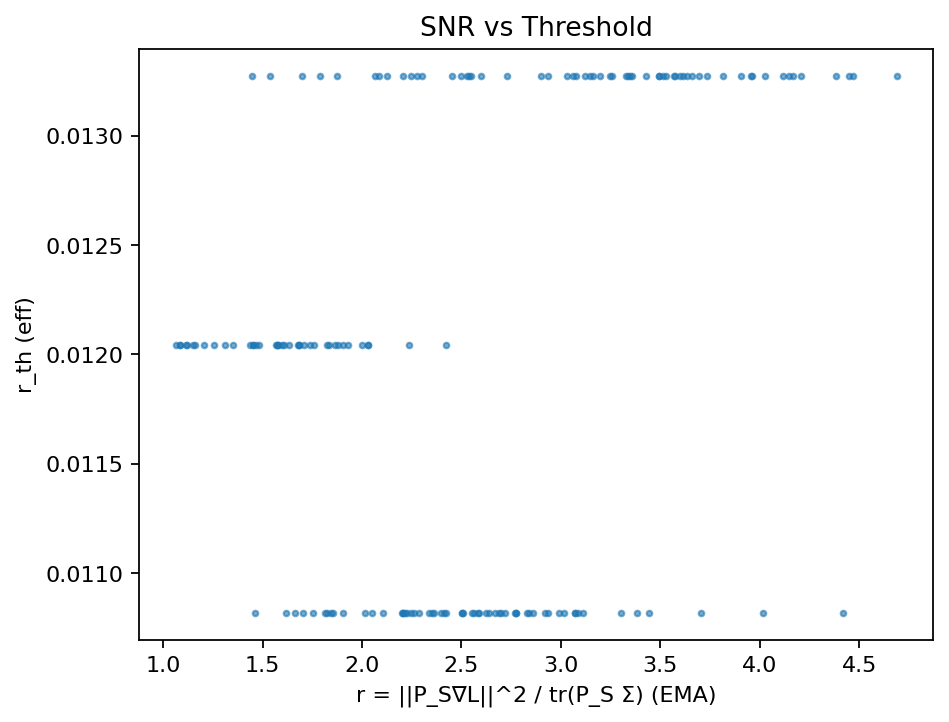 SNR vs Threshold
0.0130
0.0125
0.0120
0.0115
0.0110
r_th (eff)
1.0 1.5 2.0 2.5 3.0 3.5 4.0 4.5
r = ||P_S∇L||^2 / tr(P_S Σ) (EMA)